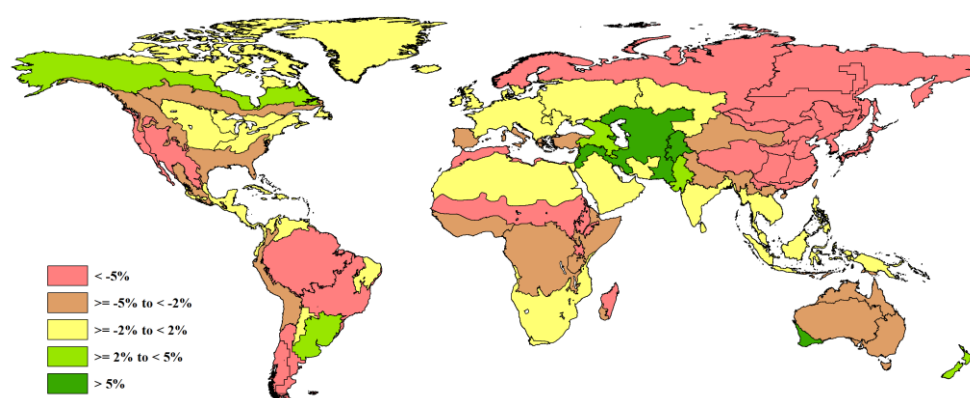 < -5%
>= -5% to < -2%
>= -2% to < 2%
>= 2% to < 5%
> 5%